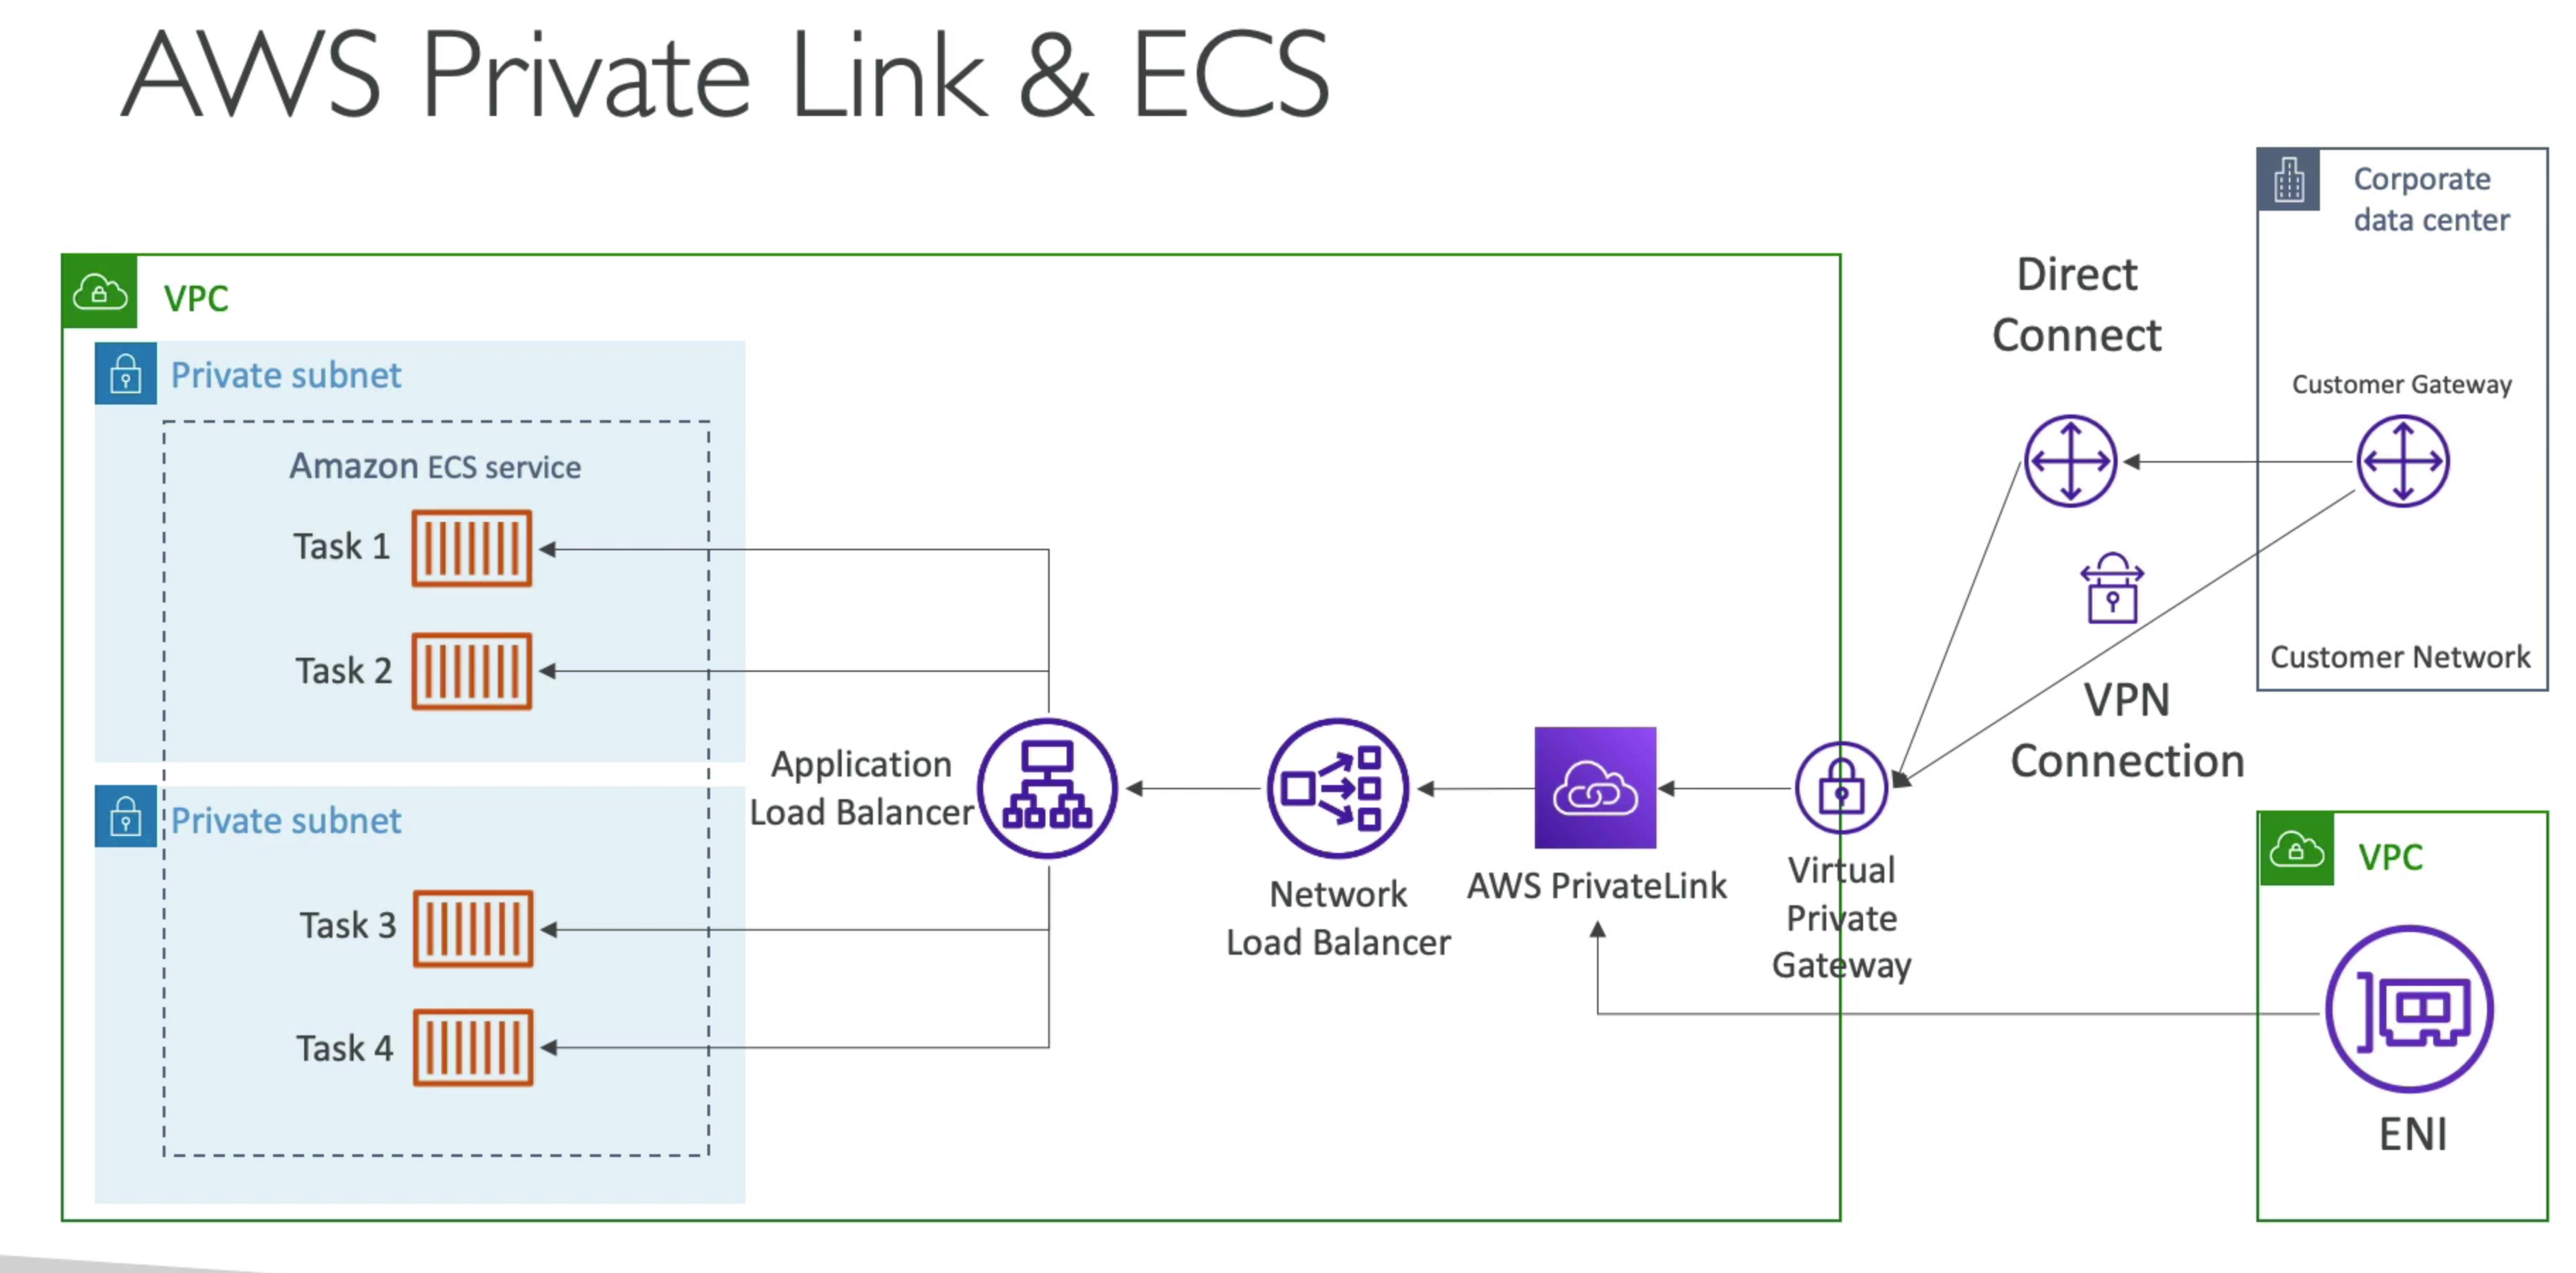 AWS Private Link & ECS
VPC
Private subnet
Amazon ECS service
Task 1
Task 2
Private subnet
Task 3
Task 4
Application
Load Balancer
Network
Load Balancer
AWS PrivateLink
Virtual
Private
Gateway
Direct
Connect
VPN
Connection
Corporate
data center
Customer Gateway
Customer Network
VPC
ENI